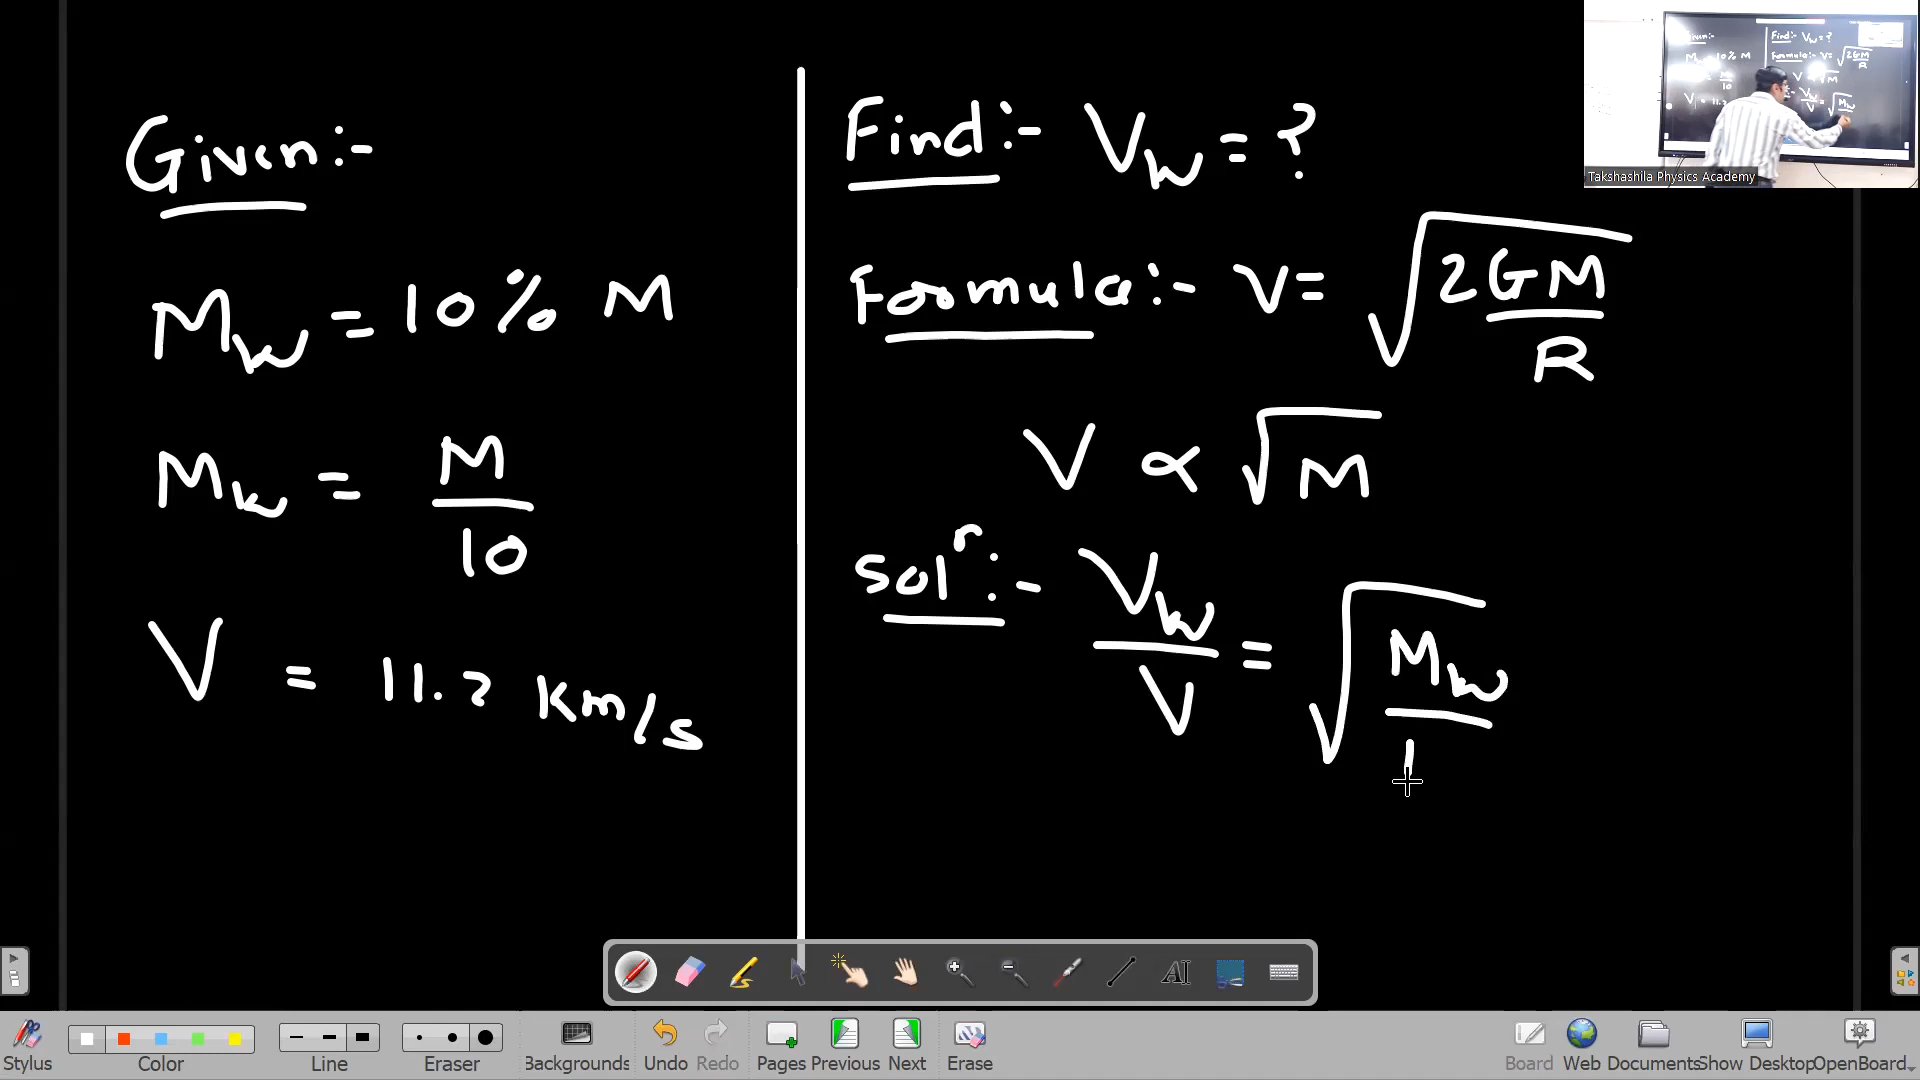 Given:-
Mw = 10% M
Mw = M/10
V = 11.2 km/s
Find:- Vw = ?
Formula:- V = √(2GM/R)
V ∝ √M
Solⁿ:- Vw/V = √(Mw/
Takshashila Physics Academy
Stylus
Color
Line
Eraser
Backgrounds
Undo
Redo
Pages
Previous
Next
Erase
Board
Web
Documents
Show Desktop
OpenBoard